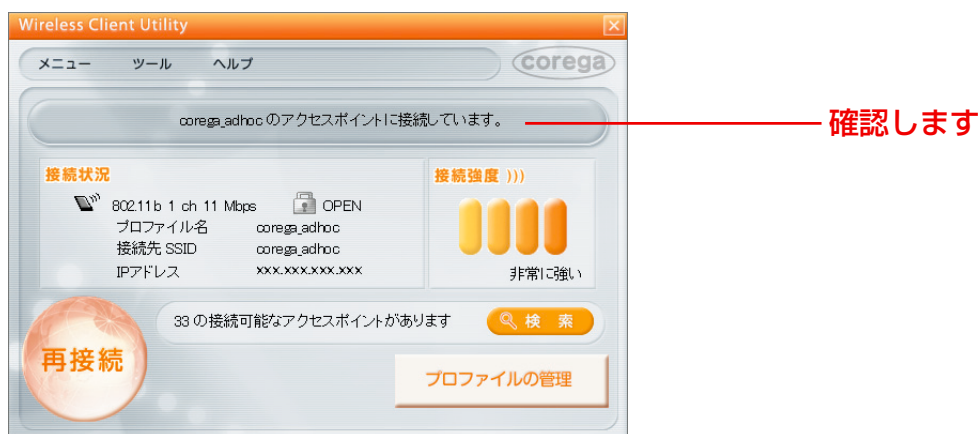 Wireless Client Utility
メニュー ツール ヘルプ corega
corega_adhoc のアクセスポイントに接続しています。
確認します
接続状況
接続強度 )))
802.11b 1 ch 11 Mbps OPEN
プロファイル名 corega_adhoc
接続先 SSID corega_adhoc
IPアドレス xxx.xxx.xxx.xxx
非常に強い
33 の接続可能なアクセスポイントがあります
検 索
再接続
プロファイルの管理